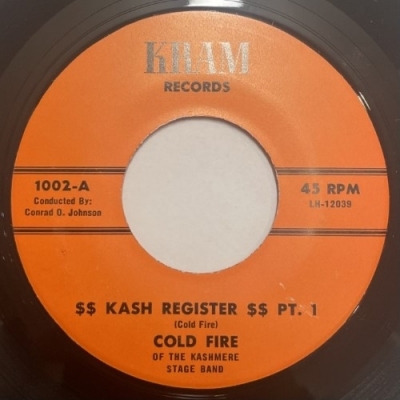 KRAM
RECORDS
1002-A
Conducted By:
Conrad O. Johnson
45 RPM
LH-12039
$$ KASH REGISTER $$ PT. 1
(Cold Fire)
COLD FIRE
OF THE KASHMERE
STAGE BAND